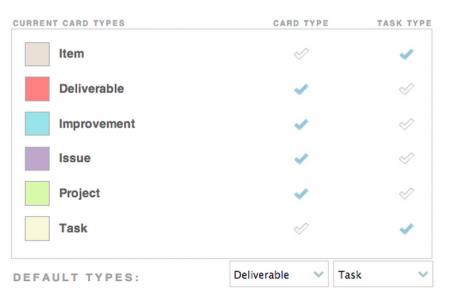 CURRENT CARD TYPES CARD TYPE TASK TYPE
Item
Deliverable
Improvement
Issue
Project
Task
DEFAULT TYPES: Deliverable Task